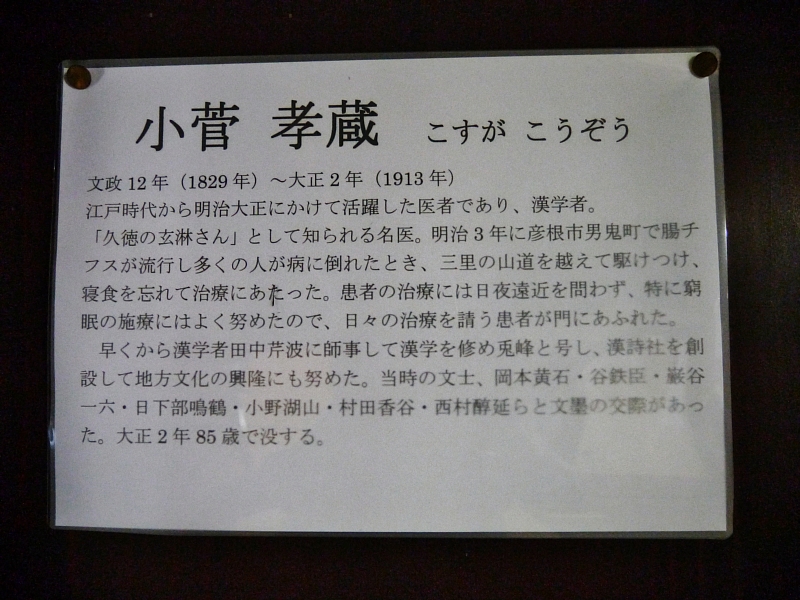 小菅 孝蔵 こすが こうぞう
文政12年（1829年）～大正2年（1913年）
江戸時代から明治大正にかけて活躍した医者であり、漢学者。
「久徳の玄淋さん」として知られる名医。明治3年に彦根市男鬼町で腸チ
フスが流行し多くの人が病に倒れたとき、三里の山道を越えて駆けつけ、
寝食を忘れて治療にあたった。患者の治療には日夜遠近を問わず、特に窮
眠の施療にはよく努めたので、日々の治療を請う患者が門にあふれた。
早くから漢学者田中芹波に師事して漢学を修め兎峰と号し、漢詩社を創
設して地方文化の興隆にも努めた。当時の文士、岡本黄石・谷鉄臣・巌谷
一六・日下部鳴鶴・小野湖山・村田香谷・西村醇延らと文墨の交際があっ
た。大正2年85歳で没する。